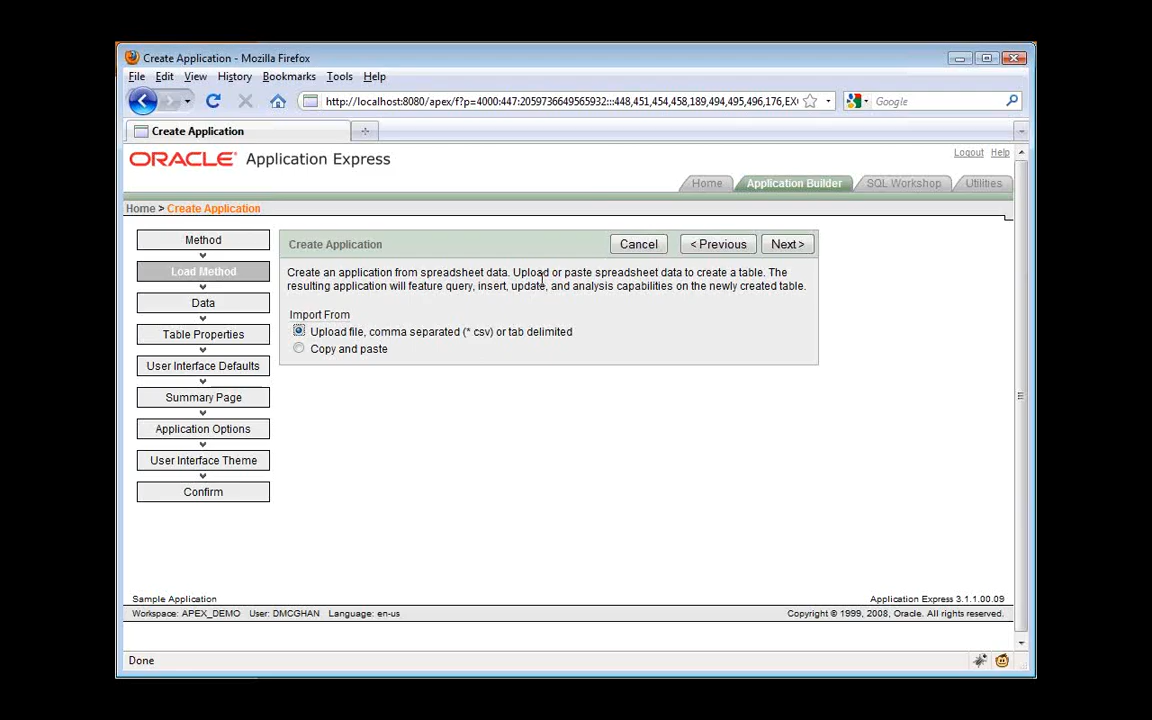 Create Application - Mozilla Firefox
File Edit View History Bookmarks Tools Help
http://localhost:8080/apex/f?p=4000:447:2059736649565932:::448,451,454,458,189,494,495,496,176,EX
Google
Create Application
ORACLE Application Express
Logout Help
Home Application Builder SQL Workshop Utilities
Home > Create Application
Method
Load Method
Data
Table Properties
User Interface Defaults
Summary Page
Application Options
User Interface Theme
Confirm
Create Application
Cancel < Previous Next >
Create an application from spreadsheet data. Upload or paste spreadsheet data to create a table. The
resulting application will feature query, insert, update, and analysis capabilities on the newly created table.
Import From
Upload file, comma separated (*.csv) or tab delimited
Copy and paste
Sample Application
Application Express 3.1.1.00.09
Workspace: APEX_DEMO User: DMCGHAN Language: en-us
Copyright © 1999, 2008, Oracle. All rights reserved.
Done